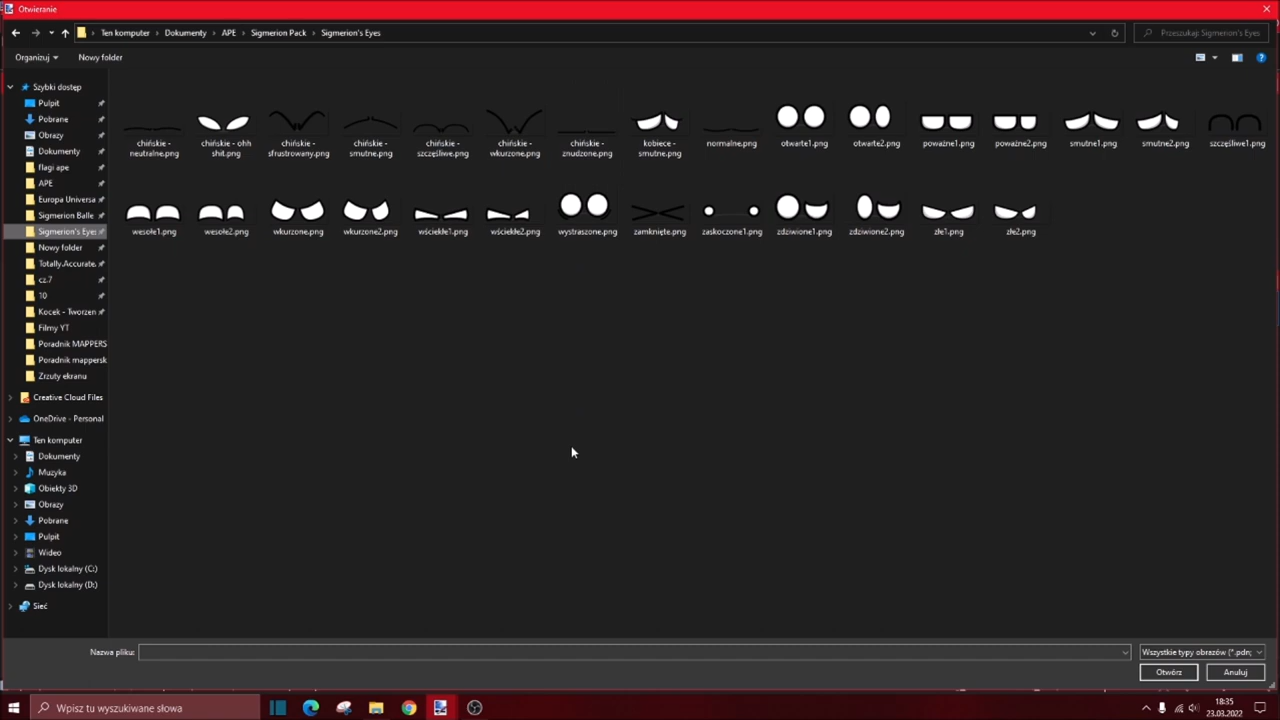 Otwieranie
Ten komputer > Dokumenty > APE > Sigmerion Pack > Sigmerion's Eyes
Przeszukaj: Sigmerion's Eyes
Organizuj
Nowy folder
Szybki dostęp
Pulpit
Pobrane
Obrazy
Dokumenty
flagi ape
APE
Europa Universa
Sigmerion Balle
Sigmerion's Eyes
Nowy folder
Totally.Accurate.
cz.7
10
Kocek - Tworzen
Filmy YT
Poradnik MAPPERS
Poradnik mappersk
Zrzuty ekranu
Creative Cloud Files
OneDrive - Personal
Ten komputer
Dokumenty
Muzyka
Obiekty 3D
Obrazy
Pobrane
Pulpit
Wideo
Dysk lokalny (C:)
Dysk lokalny (D:)
Sieć
chińskie -
neutralne.png
chińskie - ohh
shit.png
chińskie -
sfrustrowany.png
chińskie -
smutne.png
chińskie -
szczęśliwe.png
chińskie -
wkurzone.png
chińskie -
znudzone.png
kobiece -
smutne.png
normalne.png
otwarte1.png
otwarte2.png
poważne1.png
poważne2.png
smutne1.png
smutne2.png
szczęśliwe1.png
wesołe1.png
wesołe2.png
wkurzone.png
wkurzone2.png
wściekłe1.png
wściekłe2.png
wystraszone.png
zamknięte.png
zaskoczone1.png
zdziwione1.png
zdziwione2.png
złe1.png
złe2.png
Nazwa pliku:
Wszystkie typy obrazów (*.pdn;
Otwórz
Anuluj
Wpisz tu wyszukiwane słowa
18:35
23.03.2022